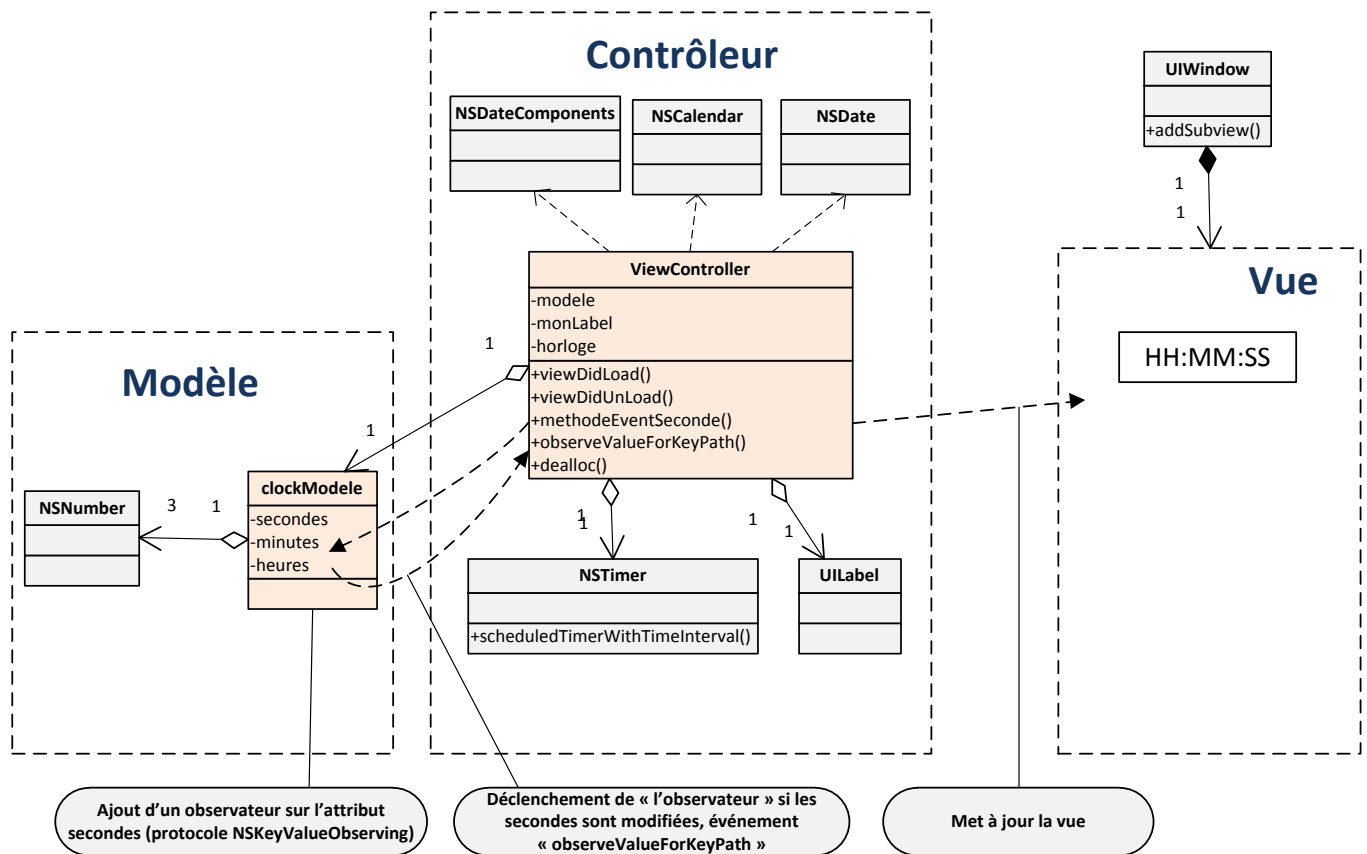 Contrôleur
NSDateComponents
NSCalendar
NSDate
UIWindow
+addSubview()
1
1
Vue
HH:MM:SS
ViewController
-modele
-monLabel
-horloge
+viewDidLoad()
+viewDidUnLoad()
+methodeEventSeconde()
+observeValueForKeyPath()
+dealloc()
1
1
Modèle
NSNumber
3
1
clockModele
-secondes
-minutes
-heures
1
1
1
1
NSTimer
+scheduledTimerWithTimeInterval()
UILabel
Ajout d’un observateur sur l’attribut
secondes (protocole NSKeyValueObserving)
Déclenchement de « l’observateur » si les
secondes sont modifiées, événement
« observeValueForKeyPath »
Met à jour la vue